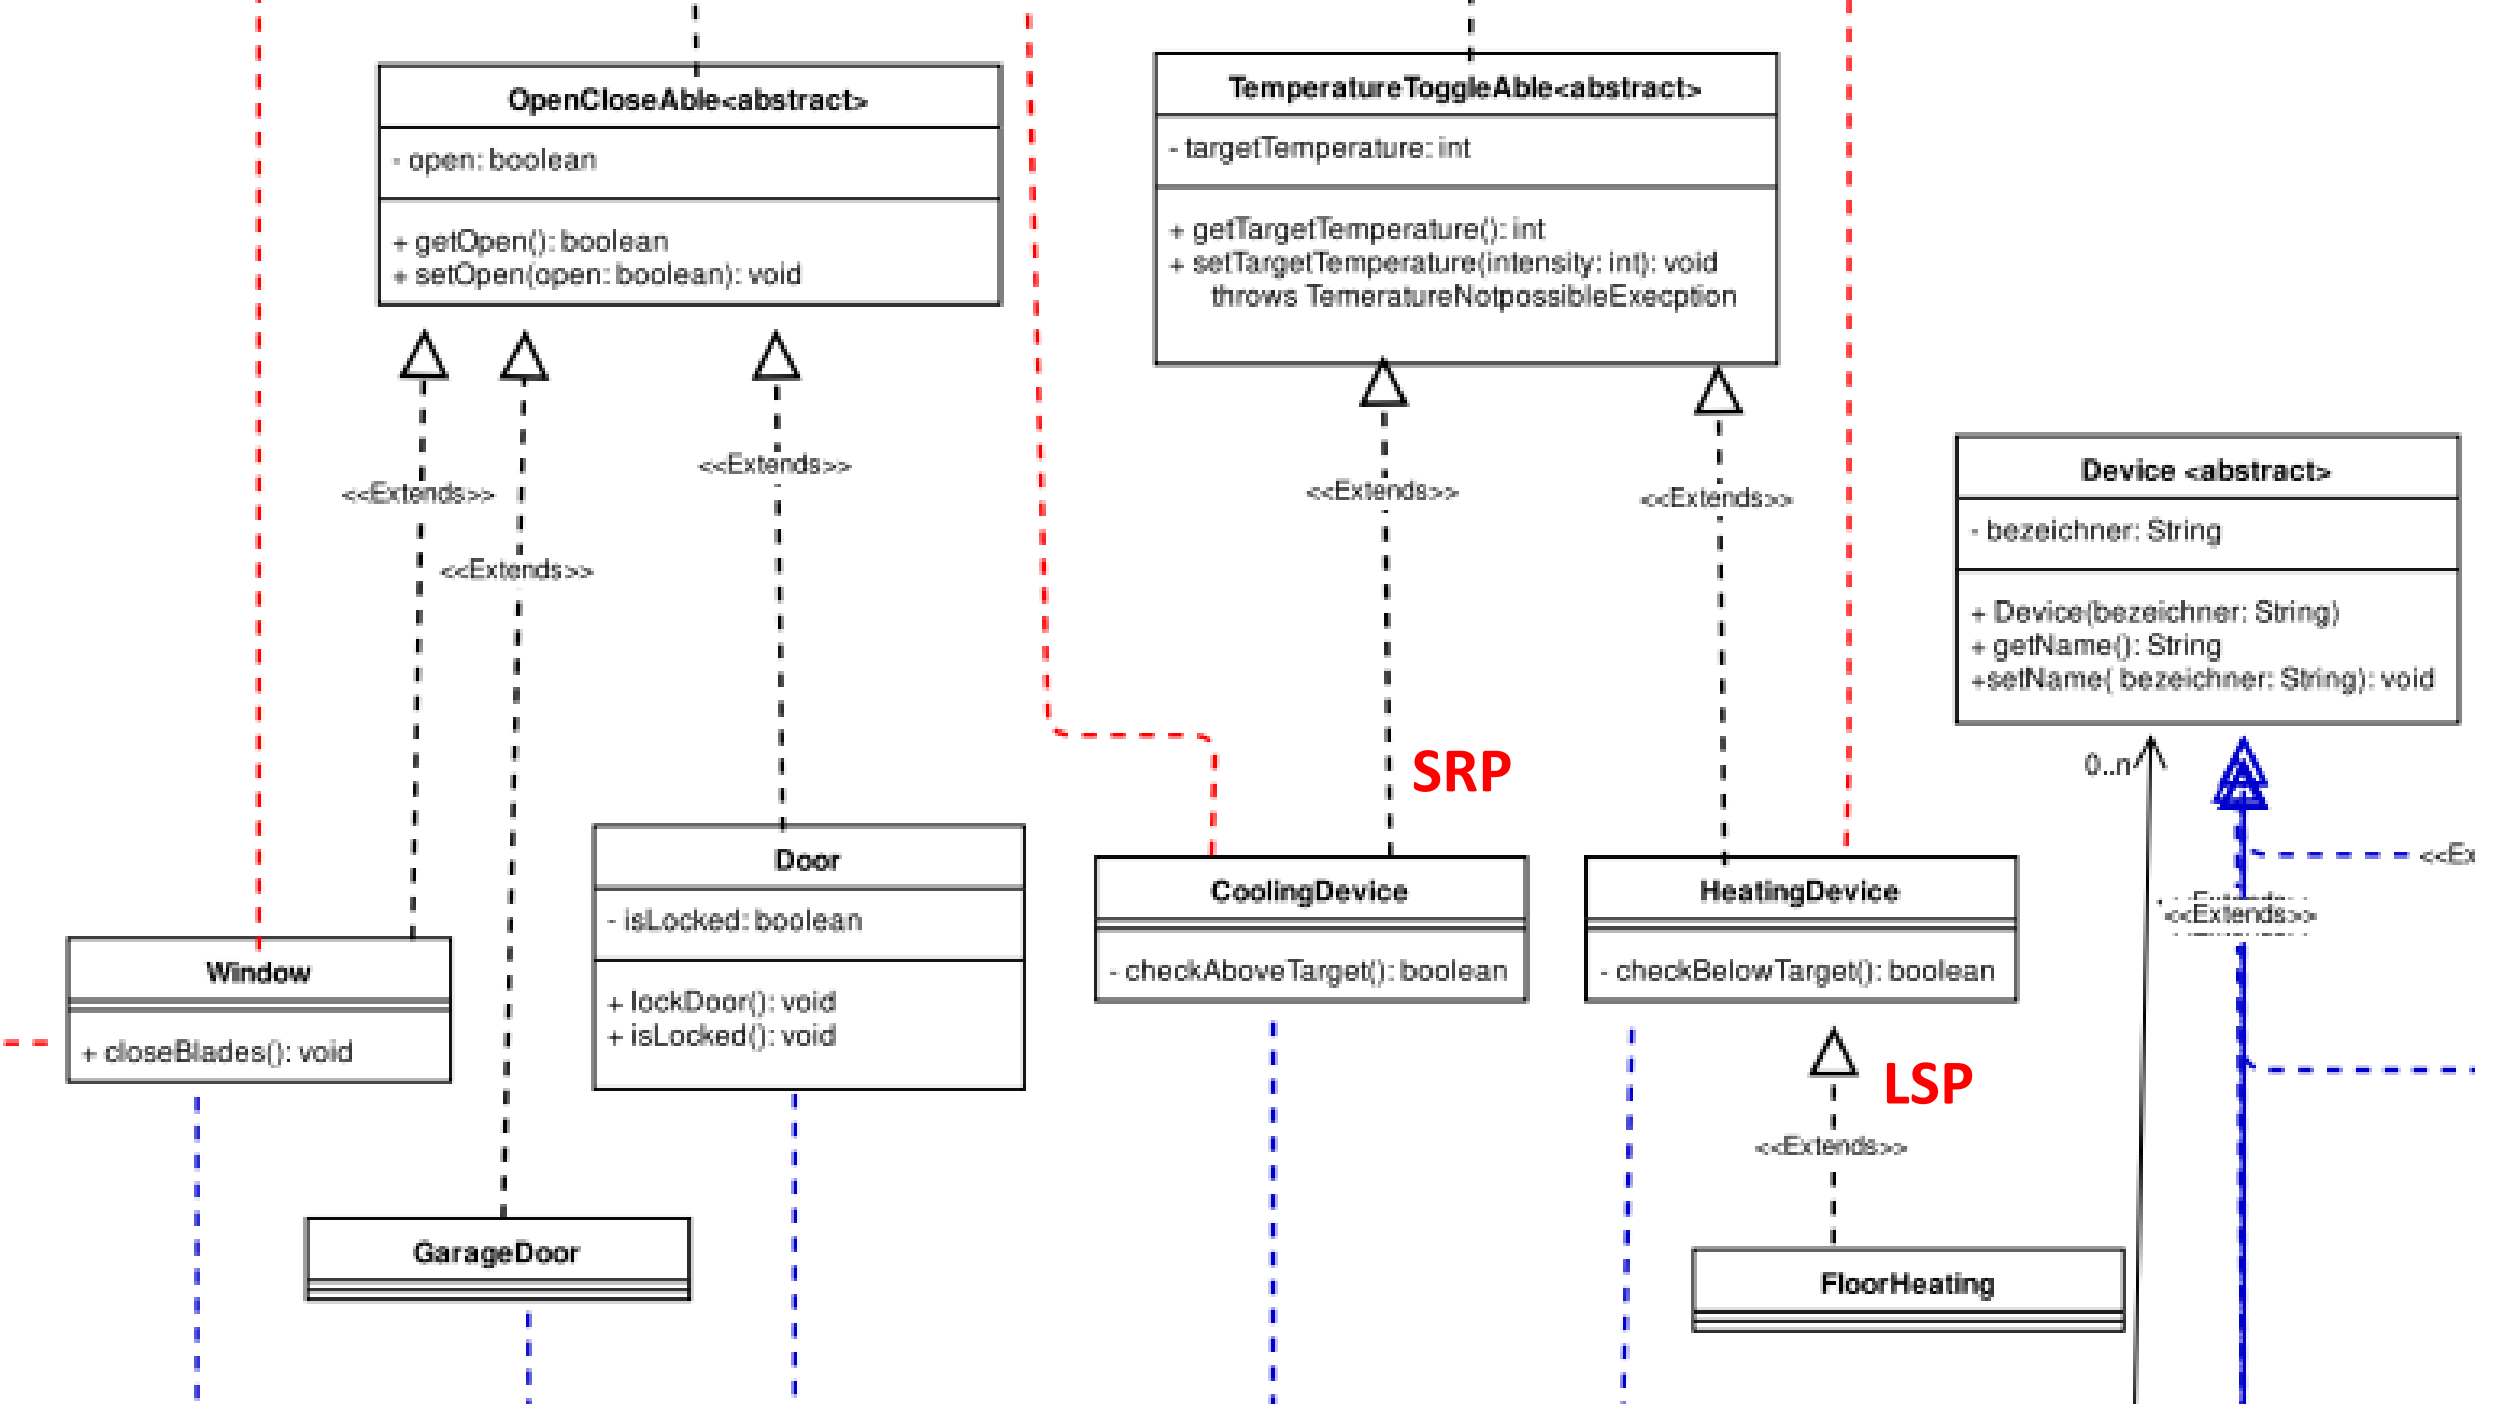 OpenCloseAble<abstract>
- open: boolean
+ getOpen(): boolean
+ setOpen(open: boolean): void
TemperatureToggleAble<abstract>
- targetTemperature: int
+ getTargetTemperature(): int
+ setTargetTemperature(intensity: int): void
throws TemeratureNotpossibleExecption
<<Extends>>
<<Extends>>
<<Extends>>
<<Extends>>
<<Extends>>
Device <abstract>
- bezeichner: String
+ Device(bezeichner: String)
+ getName(): String
+setName( bezeichner: String): void
0..n
<<Ex
<<Extends>>
SRP
Door
- isLocked: boolean
+ lockDoor(): void
+ isLocked(): void
CoolingDevice
- checkAboveTarget(): boolean
HeatingDevice
- checkBelowTarget(): boolean
Window
+ closeBlades(): void
LSP
<<Extends>>
GarageDoor
FloorHeating